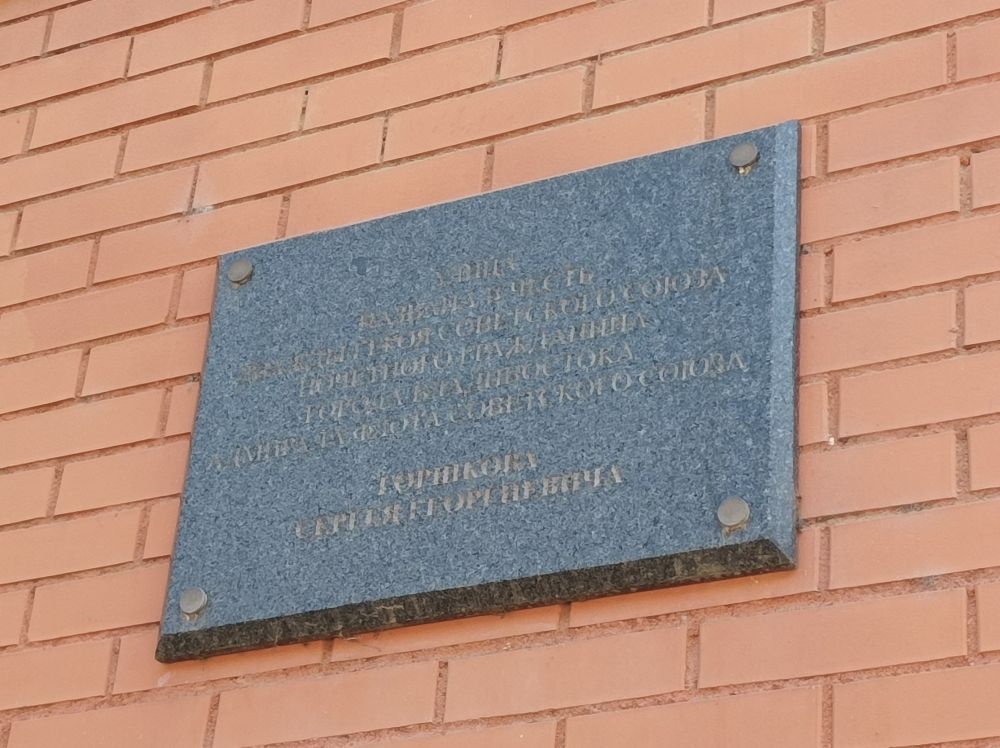 УЛИЦА
НАЗВАНА В ЧЕСТЬ
ДВАЖДЫ ГЕРОЯ СОВЕТСКОГО СОЮЗА
ПОЧЕТНОГО ГРАЖДАНИНА
ГОРОДА ВЛАДИВОСТОКА
АДМИРАЛА ФЛОТА СОВЕТСКОГО СОЮЗА
ГОРШКОВА
СЕРГЕЯ ГЕОРГИЕВИЧА